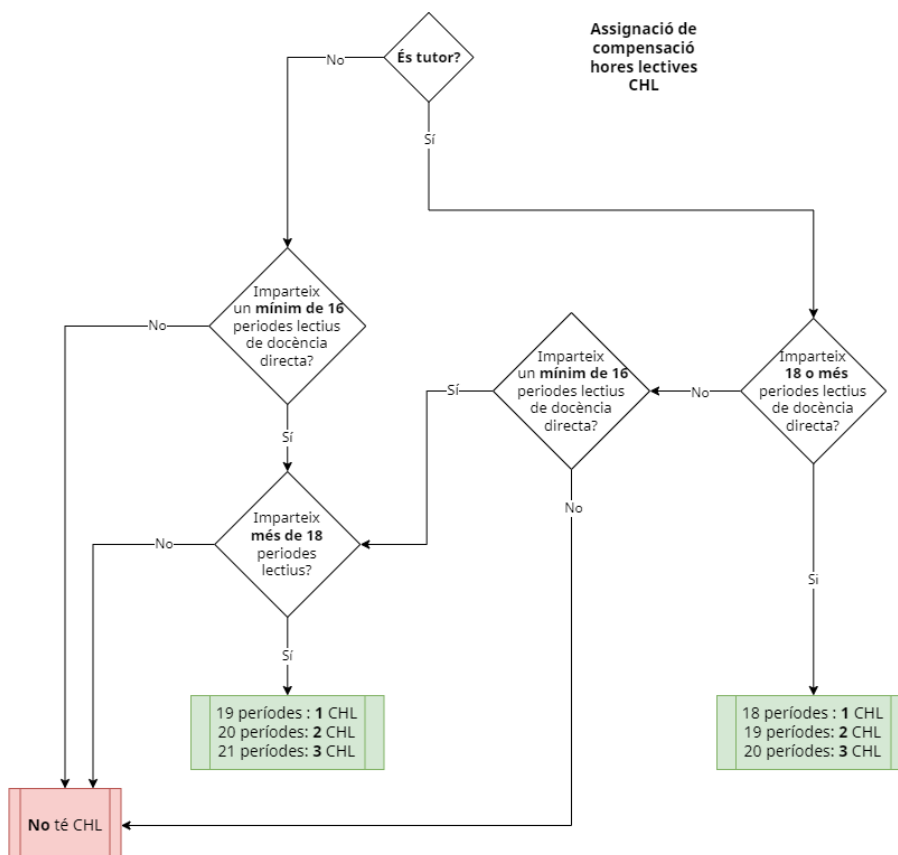 Assignació de
compensació
hores lectives
CHL
És tutor?
No
Sí
Imparteix
un mínim de 16
periodes lectius
de docència
directa?
No
Sí
Imparteix
un mínim de 16
periodes lectius
de docència
directa?
Sí
No
Imparteix
18 o més
periodes lectius
de docència
directa?
No
Si
Imparteix
més de 18
periodes
lectius?
No
Sí
19 períodes : 1 CHL
20 períodes: 2 CHL
21 períodes: 3 CHL
18 períodes : 1 CHL
19 períodes: 2 CHL
20 períodes: 3 CHL
No té CHL